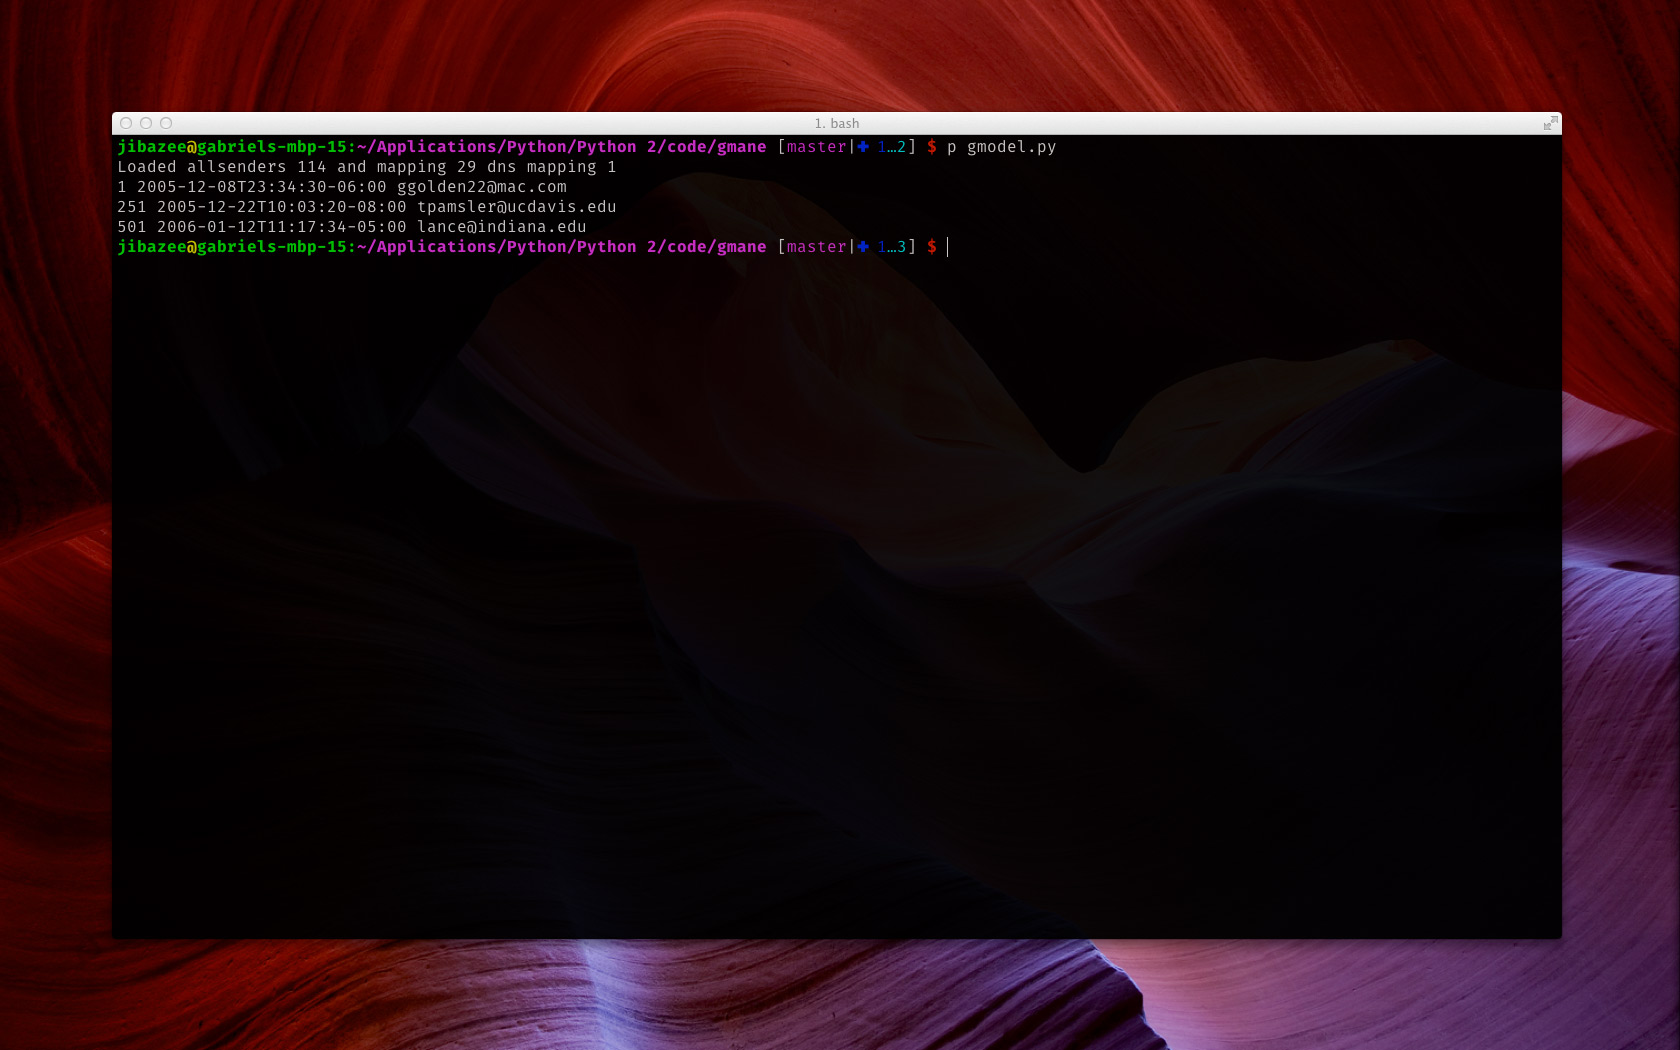 1. bash
jibazee@gabriels-mbp-15:~/Applications/Python/Python 2/code/gmane [master|✚ 1…2] $ p gmodel.py
Loaded allsenders 114 and mapping 29 dns mapping 1
1 2005-12-08T23:34:30-06:00 ggolden22@mac.com
251 2005-12-22T10:03:20-08:00 tpamsler@ucdavis.edu
501 2006-01-12T11:17:34-05:00 lance@indiana.edu
jibazee@gabriels-mbp-15:~/Applications/Python/Python 2/code/gmane [master|✚ 1…3] $